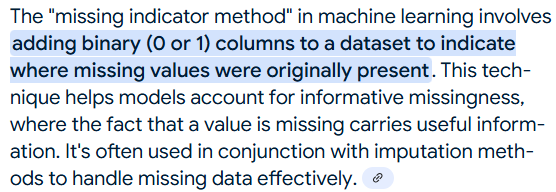 The "missing indicator method" in machine learning involves
adding binary (0 or 1) columns to a dataset to indicate
where missing values were originally present. This tech-
nique helps models account for informative missingness,
where the fact that a value is missing carries useful inform-
ation. It's often used in conjunction with imputation meth-
ods to handle missing data effectively.